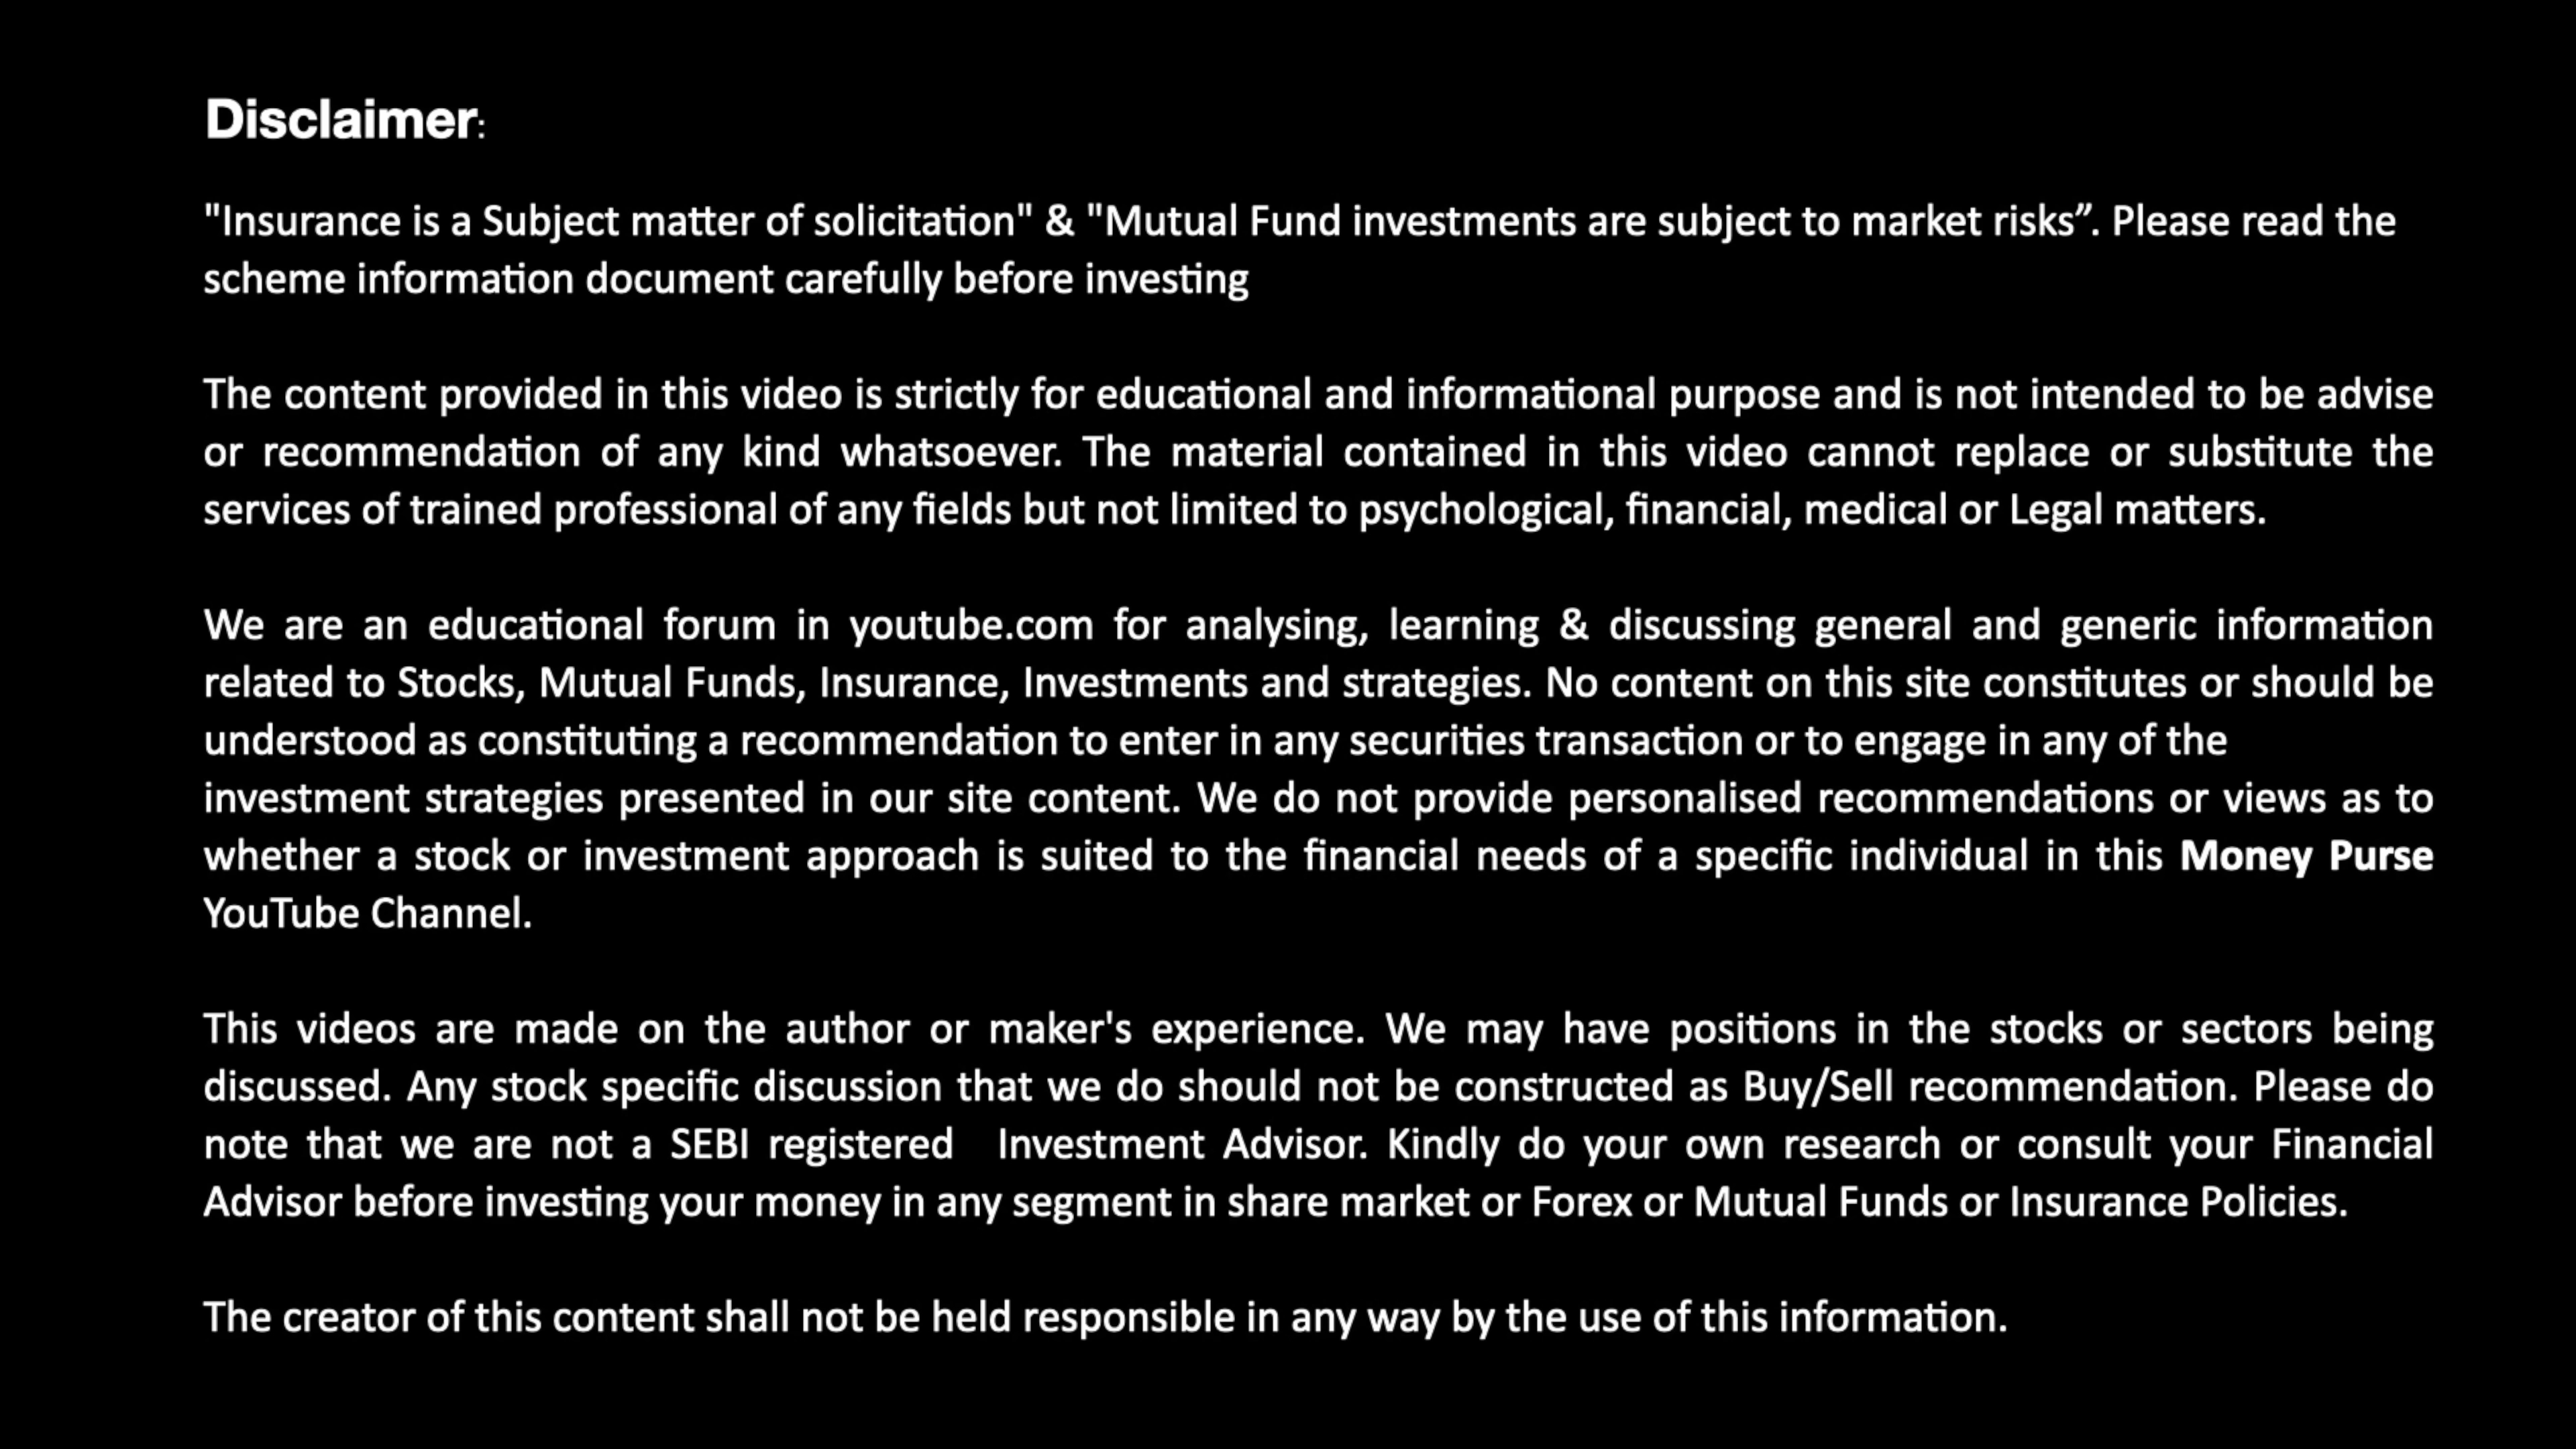 Disclaimer:
"Insurance is a Subject matter of solicitation" & "Mutual Fund investments are subject to market risks”. Please read the
scheme information document carefully before investing
The content provided in this video is strictly for educational and informational purpose and is not intended to be advise
or recommendation of any kind whatsoever. The material contained in this video cannot replace or substitute the
services of trained professional of any fields but not limited to psychological, financial, medical or Legal matters.
We are an educational forum in youtube.com for analysing, learning & discussing general and generic information
related to Stocks, Mutual Funds, Insurance, Investments and strategies. No content on this site constitutes or should be
understood as constituting a recommendation to enter in any securities transaction or to engage in any of the
investment strategies presented in our site content. We do not provide personalised recommendations or views as to
whether a stock or investment approach is suited to the financial needs of a specific individual in this Money Purse
YouTube Channel.
This videos are made on the author or maker's experience. We may have positions in the stocks or sectors being
discussed. Any stock specific discussion that we do should not be constructed as Buy/Sell recommendation. Please do
note that we are not a SEBI registered Investment Advisor. Kindly do your own research or consult your Financial
Advisor before investing your money in any segment in share market or Forex or Mutual Funds or Insurance Policies.
The creator of this content shall not be held responsible in any way by the use of this information.